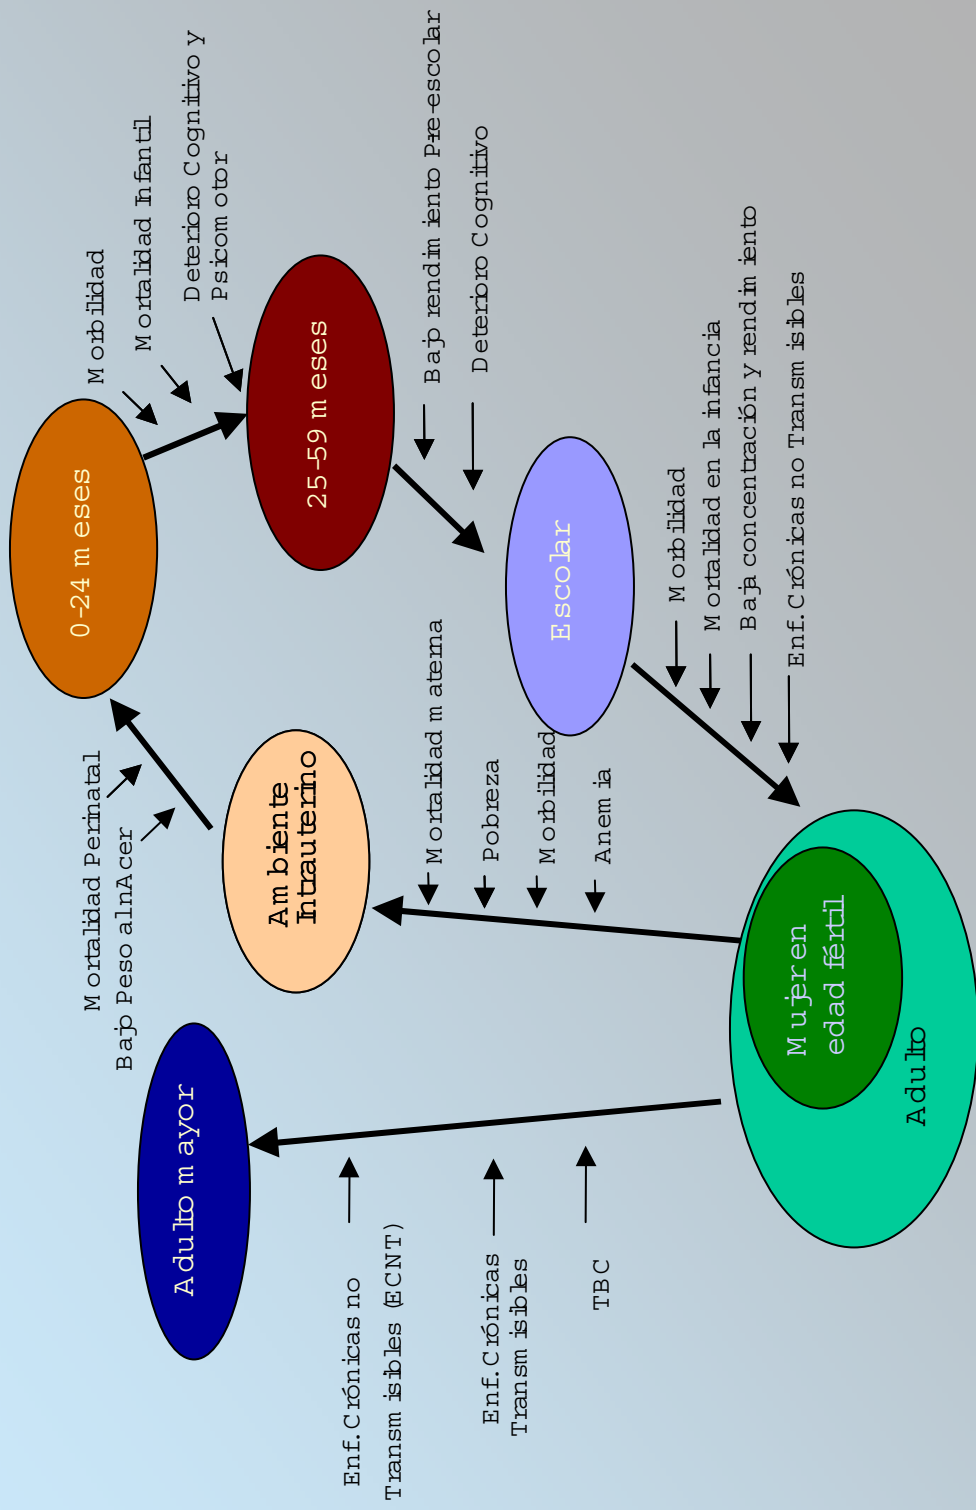 0-24 meses
Mortalidad Perinatal
Bajo Peso al nAcer
Morbilidad
Mortalidad Infantil
Deterioro Cognitivo y
Psicomotor
Adulto mayor
Ambiente
Intrauterino
25-59 meses
Enf. Crónicas no
Transmisibles (ECNT)
Mortalidad materna
Pobreza
Morbilidad
Anemia
Bajo rendimiento Pre-escolar
Deterioro Cognitivo
Enf. Crónicas
Transmisibles
TBC
Escolar
Morbilidad
Mortalidad en la infancia
Baja concentración y rendimiento
Enf. Crónicas no Transmisibles
Mujer en
edad fértil
Adulto